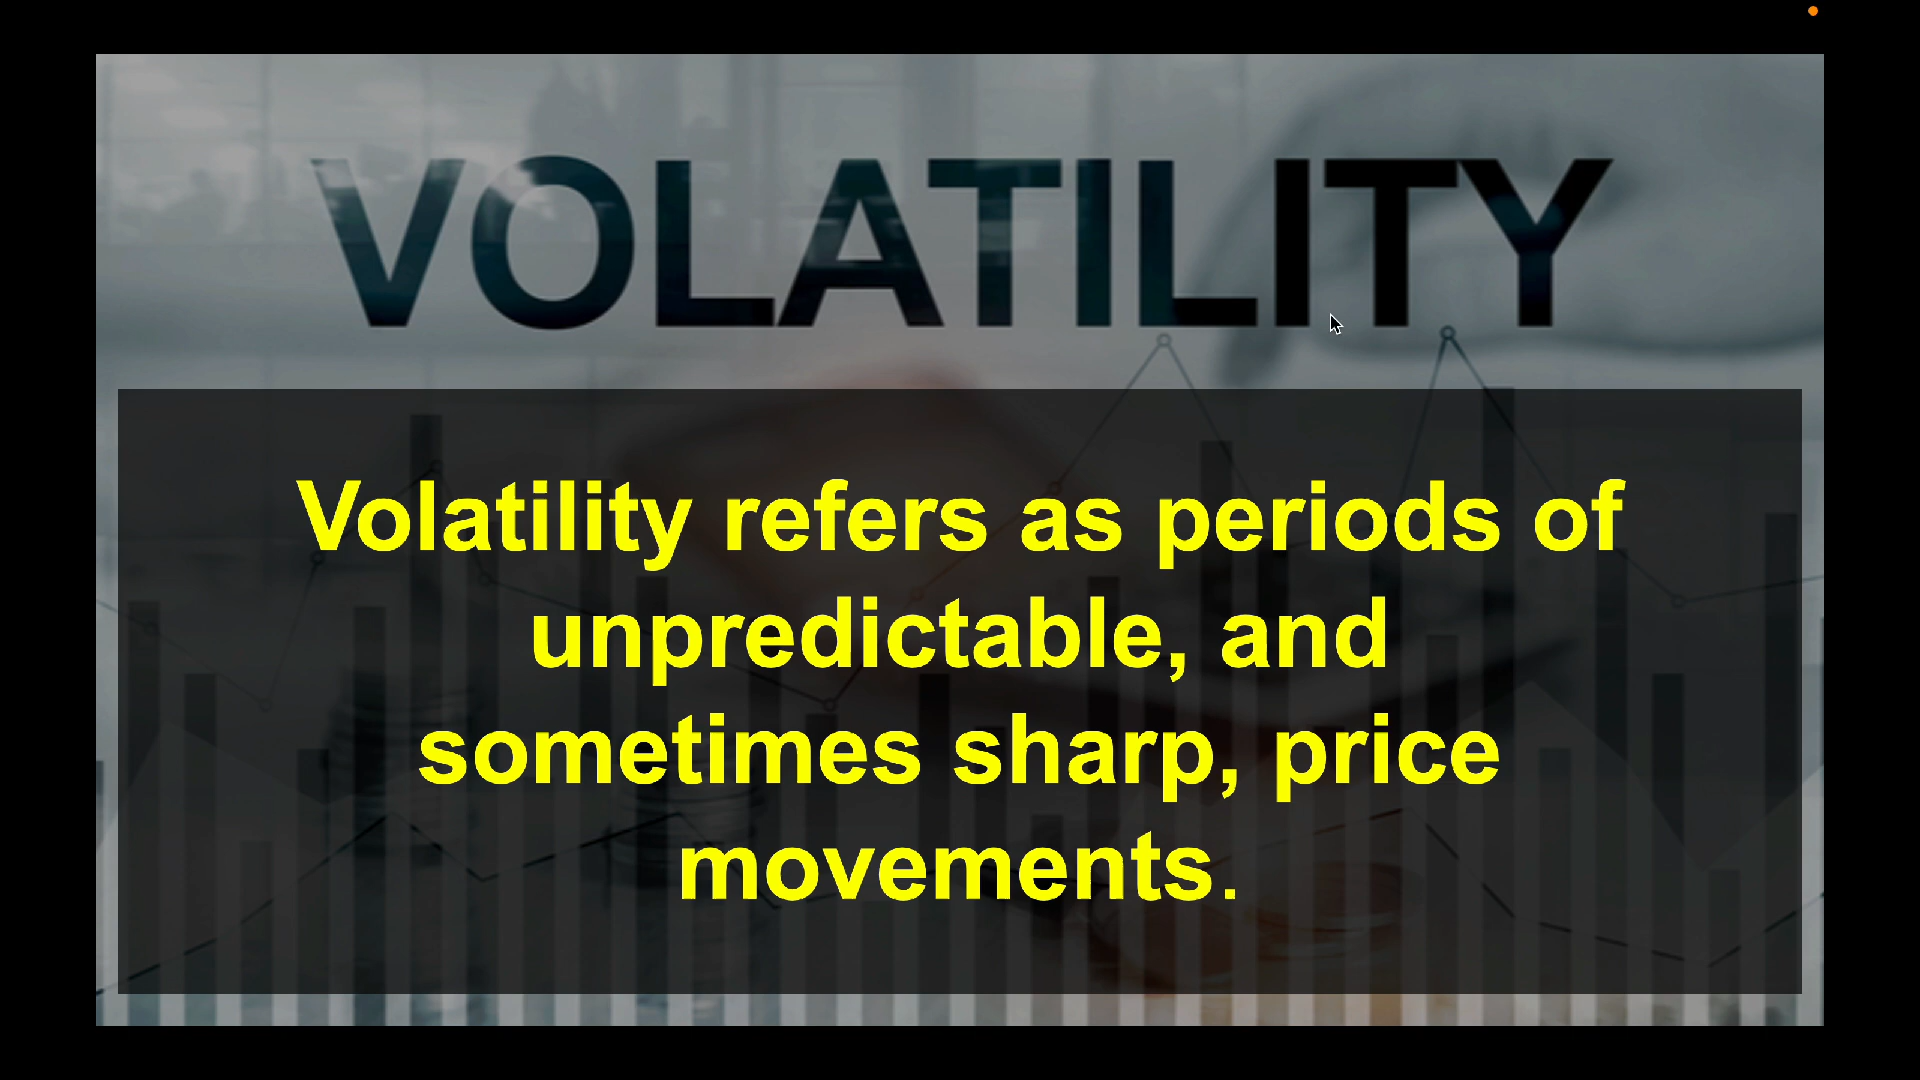 VOLATILITY
Volatility refers as periods of
unpredictable, and
sometimes sharp, price
movements.